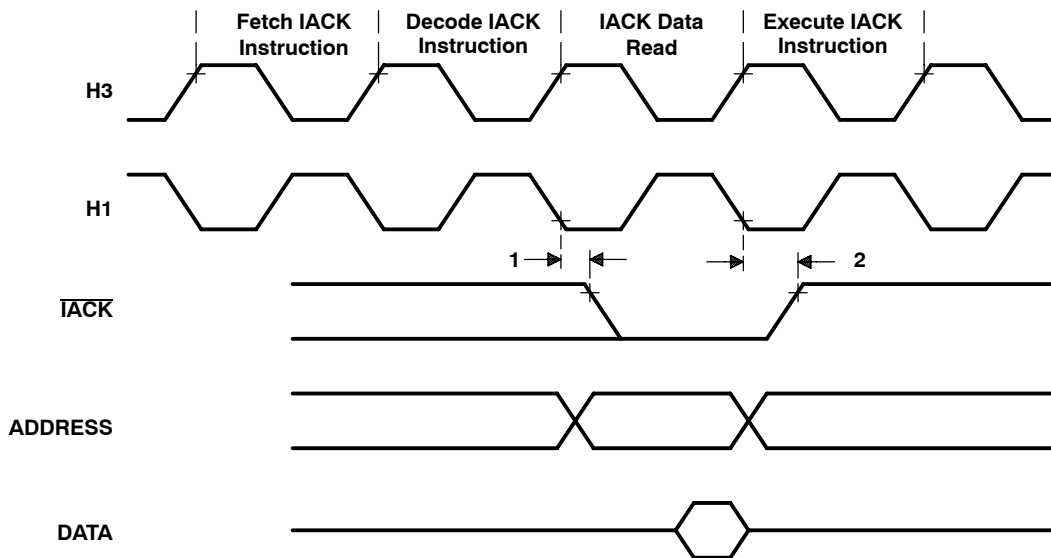 Fetch IACK
Instruction
Decode IACK
Instruction
IACK Data
Read
Execute IACK
Instruction
H3
H1
1
2
IACK
ADDRESS
DATA